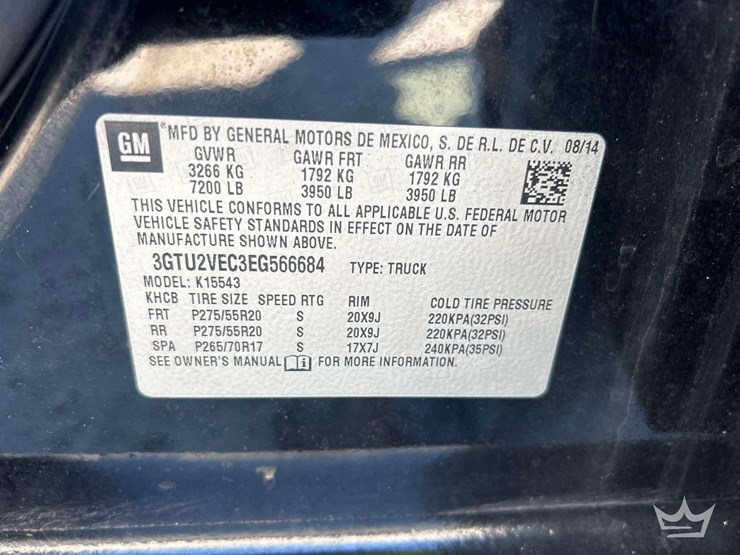 GM
*MFD BY GENERAL MOTORS DE MEXICO, S. DE R.L. DE C.V. 08/14
GVWR GAWR FRT GAWR RR
3266 KG 1792 KG 1792 KG
7200 LB 3950 LB 3950 LB
THIS VEHICLE CONFORMS TO ALL APPLICABLE U.S. FEDERAL MOTOR
VEHICLE SAFETY STANDARDS IN EFFECT ON THE DATE OF
MANUFACTURE SHOWN ABOVE.
3GTU2VEC3EG566684 TYPE: TRUCK
MODEL: K15543
KHCB TIRE SIZE SPEED RTG RIM COLD TIRE PRESSURE
FRT P275/55R20 S 20X9J 220KPA(32PSI)
RR P275/55R20 S 20X9J 220KPA(32PSI)
SPA P265/70R17 S 17X7J 240KPA(35PSI)
SEE OWNER'S MANUAL FOR MORE INFORMATION.